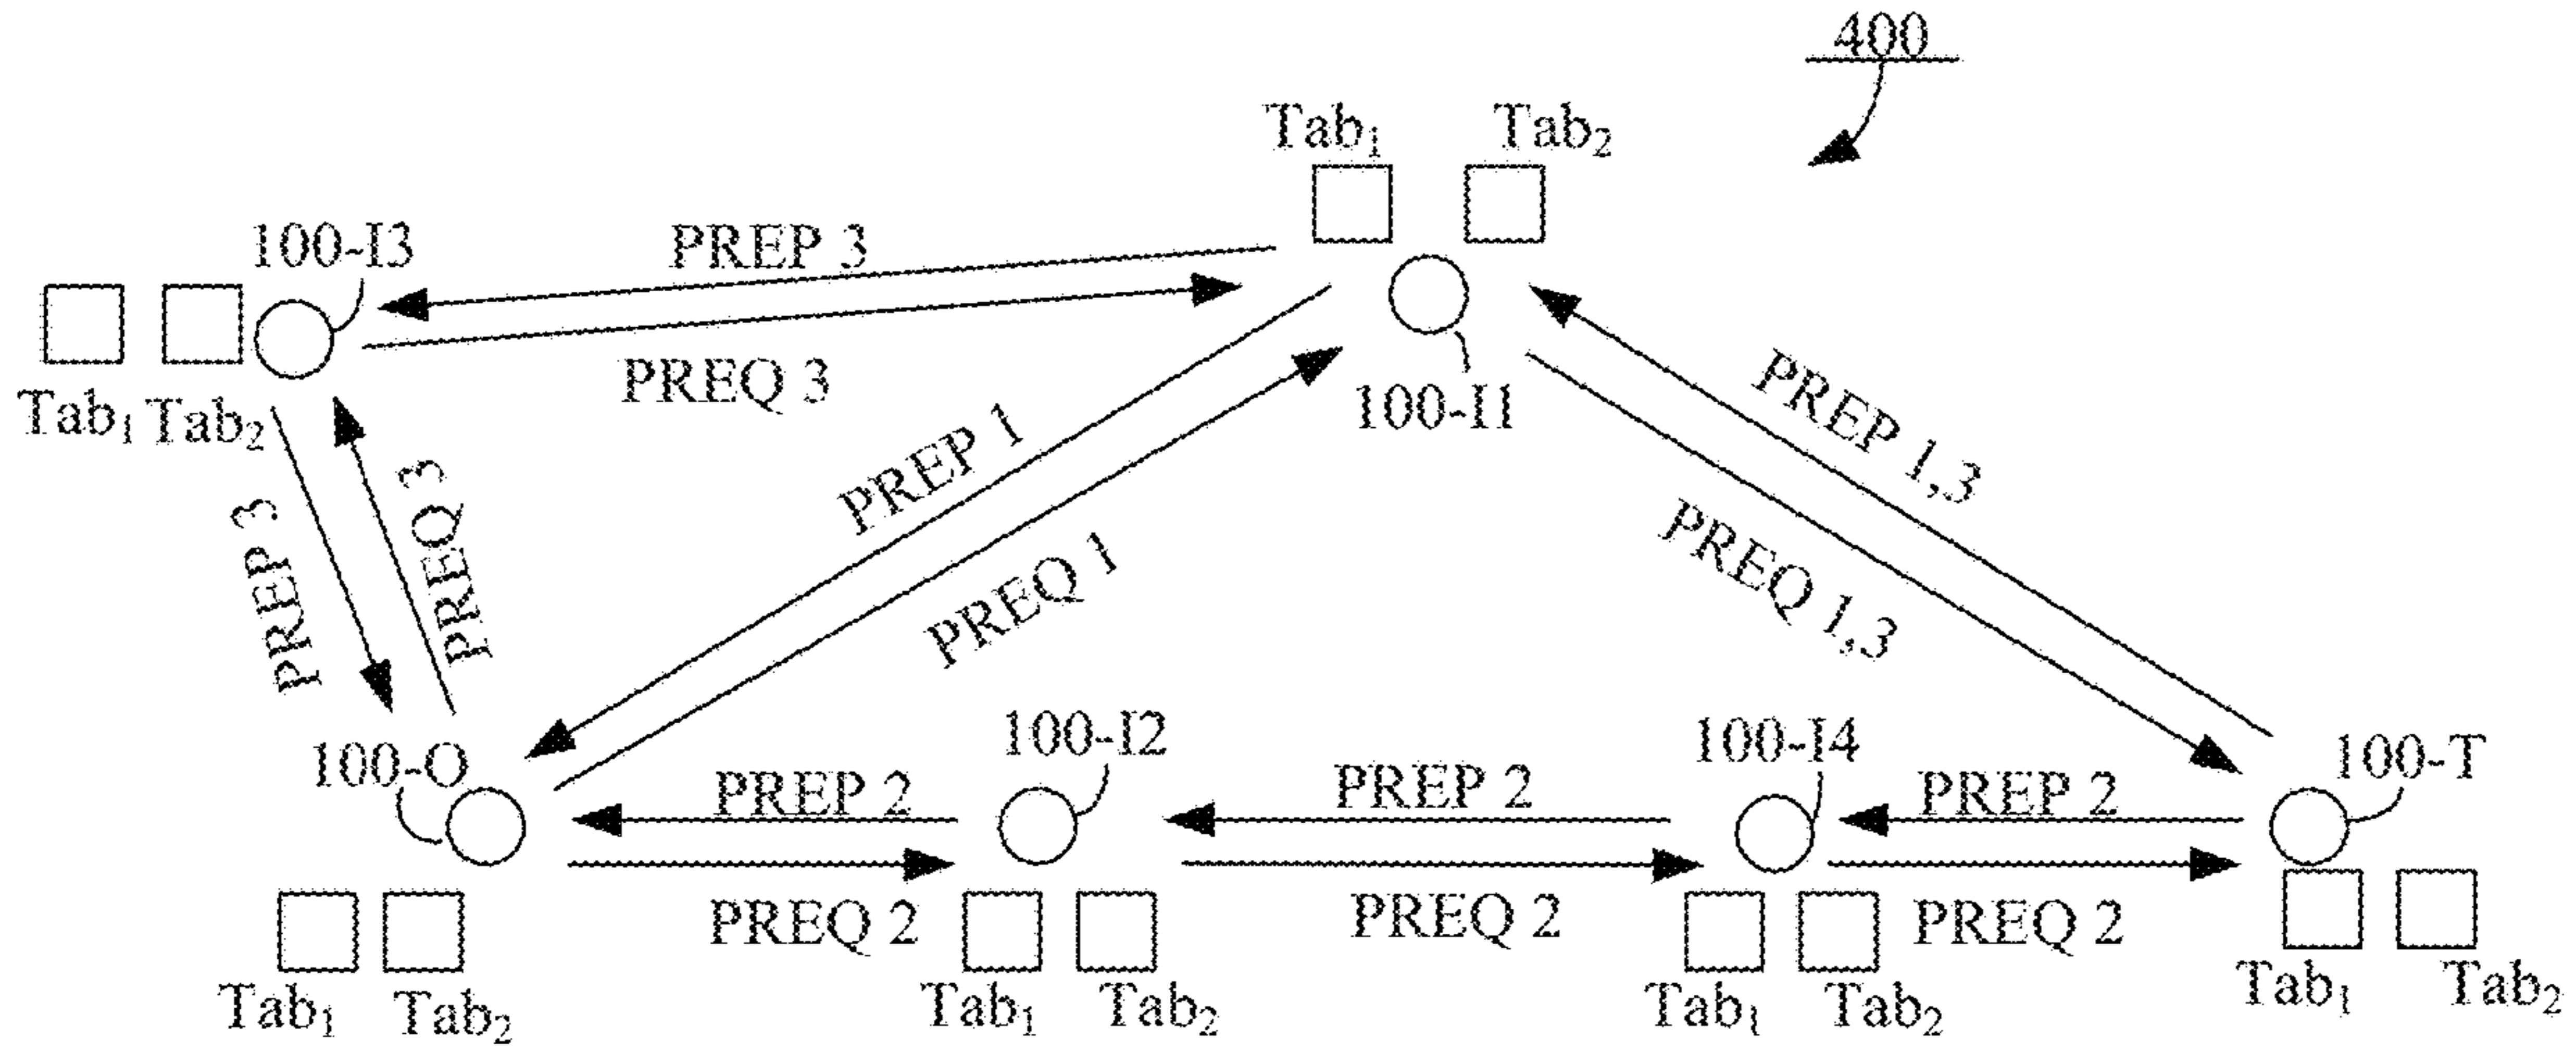 400
Tab₁ Tab₂
100-I3
PREP 3
PREQ 3
100-I1
Tab₁ Tab₂
PREP 1,3
PREQ 1,3
PREP 1
PREQ 1
PREP 3
PREQ 3
100-O
100-I2
100-I4
100-T
PREP 2
PREP 2
PREP 2
PREQ 2
PREQ 2
PREQ 2
Tab₁ Tab₂
Tab₁ Tab₂
Tab₁ Tab₂
Tab₁ Tab₂